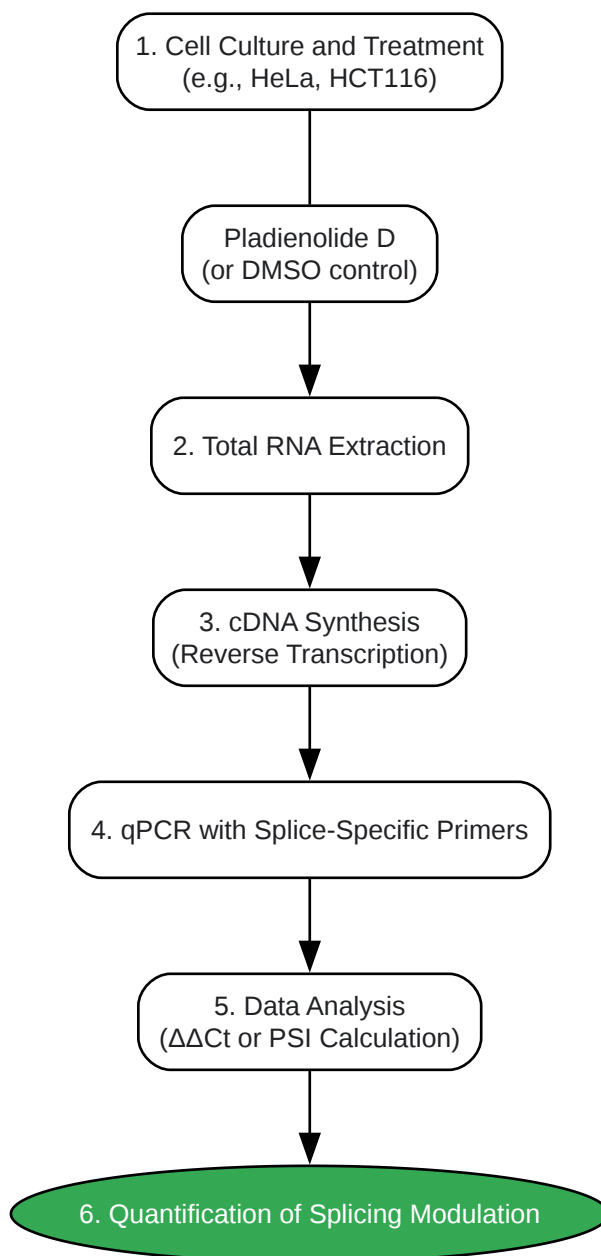 1. Cell Culture and Treatment
(e.g., HeLa, HCT116)
Pladienolide D
(or DMSO control)
2. Total RNA Extraction
3. cDNA Synthesis
(Reverse Transcription)
4. qPCR with Splice-Specific Primers
5. Data Analysis
(ΔΔCt or PSI Calculation)
6. Quantification of Splicing Modulation